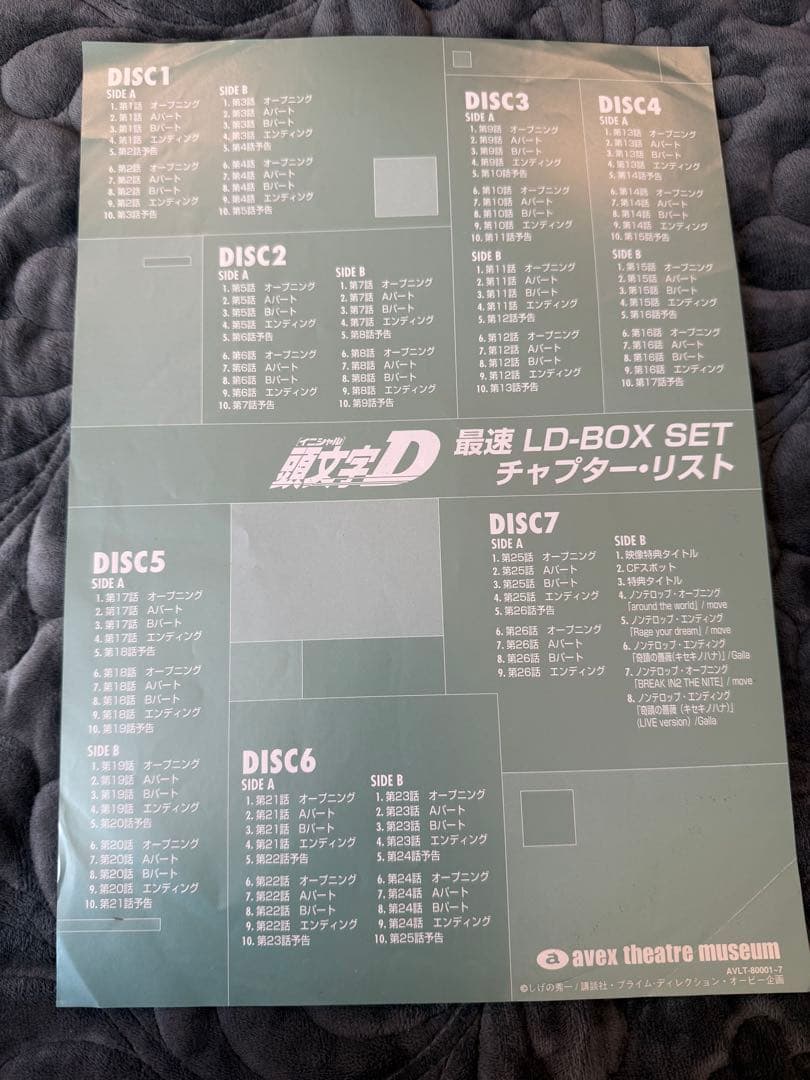 DISC1
SIDE A
1. 第1話 オープニング
2. 第1話 Aパート
3. 第1話 Bパート
4. 第1話 エンディング
5. 第2話予告
6. 第2話 オープニング
7. 第2話 Aパート
8. 第2話 Bパート
9. 第2話 エンディング
10. 第3話予告
SIDE B
1. 第3話 オープニング
2. 第3話 Aパート
3. 第3話 Bパート
4. 第3話 エンディング
5. 第4話予告
6. 第4話 オープニング
7. 第4話 Aパート
8. 第4話 Bパート
9. 第4話 エンディング
10. 第5話予告
DISC2
SIDE A
1. 第5話 オープニング
2. 第5話 Aパート
3. 第5話 Bパート
4. 第5話 エンディング
5. 第6話予告
6. 第6話 オープニング
7. 第6話 Aパート
8. 第6話 Bパート
9. 第6話 エンディング
10. 第7話予告
SIDE B
1. 第7話 オープニング
2. 第7話 Aパート
3. 第7話 Bパート
4. 第7話 エンディング
5. 第8話予告
6. 第8話 オープニング
7. 第8話 Aパート
8. 第8話 Bパート
9. 第8話 エンディング
10. 第9話予告
DISC3
SIDE A
1. 第9話 オープニング
2. 第9話 Aパート
3. 第9話 Bパート
4. 第9話 エンディング
5. 第10話予告
6. 第10話 オープニング
7. 第10話 Aパート
8. 第10話 Bパート
9. 第10話 エンディング
10. 第11話予告
SIDE B
1. 第11話 オープニング
2. 第11話 Aパート
3. 第11話 Bパート
4. 第11話 エンディング
5. 第12話予告
6. 第12話 オープニング
7. 第12話 Aパート
8. 第12話 Bパート
9. 第12話 エンディング
10. 第13話予告
DISC4
SIDE A
1. 第13話 オープニング
2. 第13話 Aパート
3. 第13話 Bパート
4. 第13話 エンディング
5. 第14話予告
6. 第14話 オープニング
7. 第14話 Aパート
8. 第14話 Bパート
9. 第14話 エンディング
10. 第15話予告
SIDE B
1. 第15話 オープニング
2. 第15話 Aパート
3. 第15話 Bパート
4. 第15話 エンディング
5. 第16話予告
6. 第16話 オープニング
7. 第16話 Aパート
8. 第16話 Bパート
9. 第16話 エンディング
10. 第17話予告
イニシャル
頭文字D
最速 LD-BOX SET
チャプター・リスト
DISC5
SIDE A
1. 第17話 オープニング
2. 第17話 Aパート
3. 第17話 Bパート
4. 第17話 エンディング
5. 第18話予告
6. 第18話 オープニング
7. 第18話 Aパート
8. 第18話 Bパート
9. 第18話 エンディング
10. 第19話予告
SIDE B
1. 第19話 オープニング
2. 第19話 Aパート
3. 第19話 Bパート
4. 第19話 エンディング
5. 第20話予告
6. 第20話 オープニング
7. 第20話 Aパート
8. 第20話 Bパート
9. 第20話 エンディング
10. 第21話予告
DISC6
SIDE A
1. 第21話 オープニング
2. 第21話 Aパート
3. 第21話 Bパート
4. 第21話 エンディング
5. 第22話予告
6. 第22話 オープニング
7. 第22話 Aパート
8. 第22話 Bパート
9. 第22話 エンディング
10. 第23話予告
SIDE B
1. 第23話 オープニング
2. 第23話 Aパート
3. 第23話 Bパート
4. 第23話 エンディング
5. 第24話予告
6. 第24話 オープニング
7. 第24話 Aパート
8. 第24話 Bパート
9. 第24話 エンディング
10. 第25話予告
DISC7
SIDE A
1. 第25話 オープニング
2. 第25話 Aパート
3. 第25話 Bパート
4. 第25話 エンディング
5. 第26話予告
6. 第26話 オープニング
7. 第26話 Aパート
8. 第26話 Bパート
9. 第26話 エンディング
SIDE B
1. 映像特典タイトル
2. CFスポット
3. 特典タイトル
4. ノンテロップ・オープニング
「around the world」/ move
5. ノンテロップ・エンディング
「Rage your dream」/ move
6. ノンテロップ・エンディング
「奇蹟の薔薇(キセキノハナ)」/Galla
7. ノンテロップ・オープニング
「BREAK IN2 THE NITE」/ move
8. ノンテロップ・エンディング
「奇蹟の薔薇(キセキノハナ)」
(LIVE version) /Galla
a avex theatre museum
AVLT-80001~7
©しげの秀一/講談社・プライム・ディレクション・オービー企画